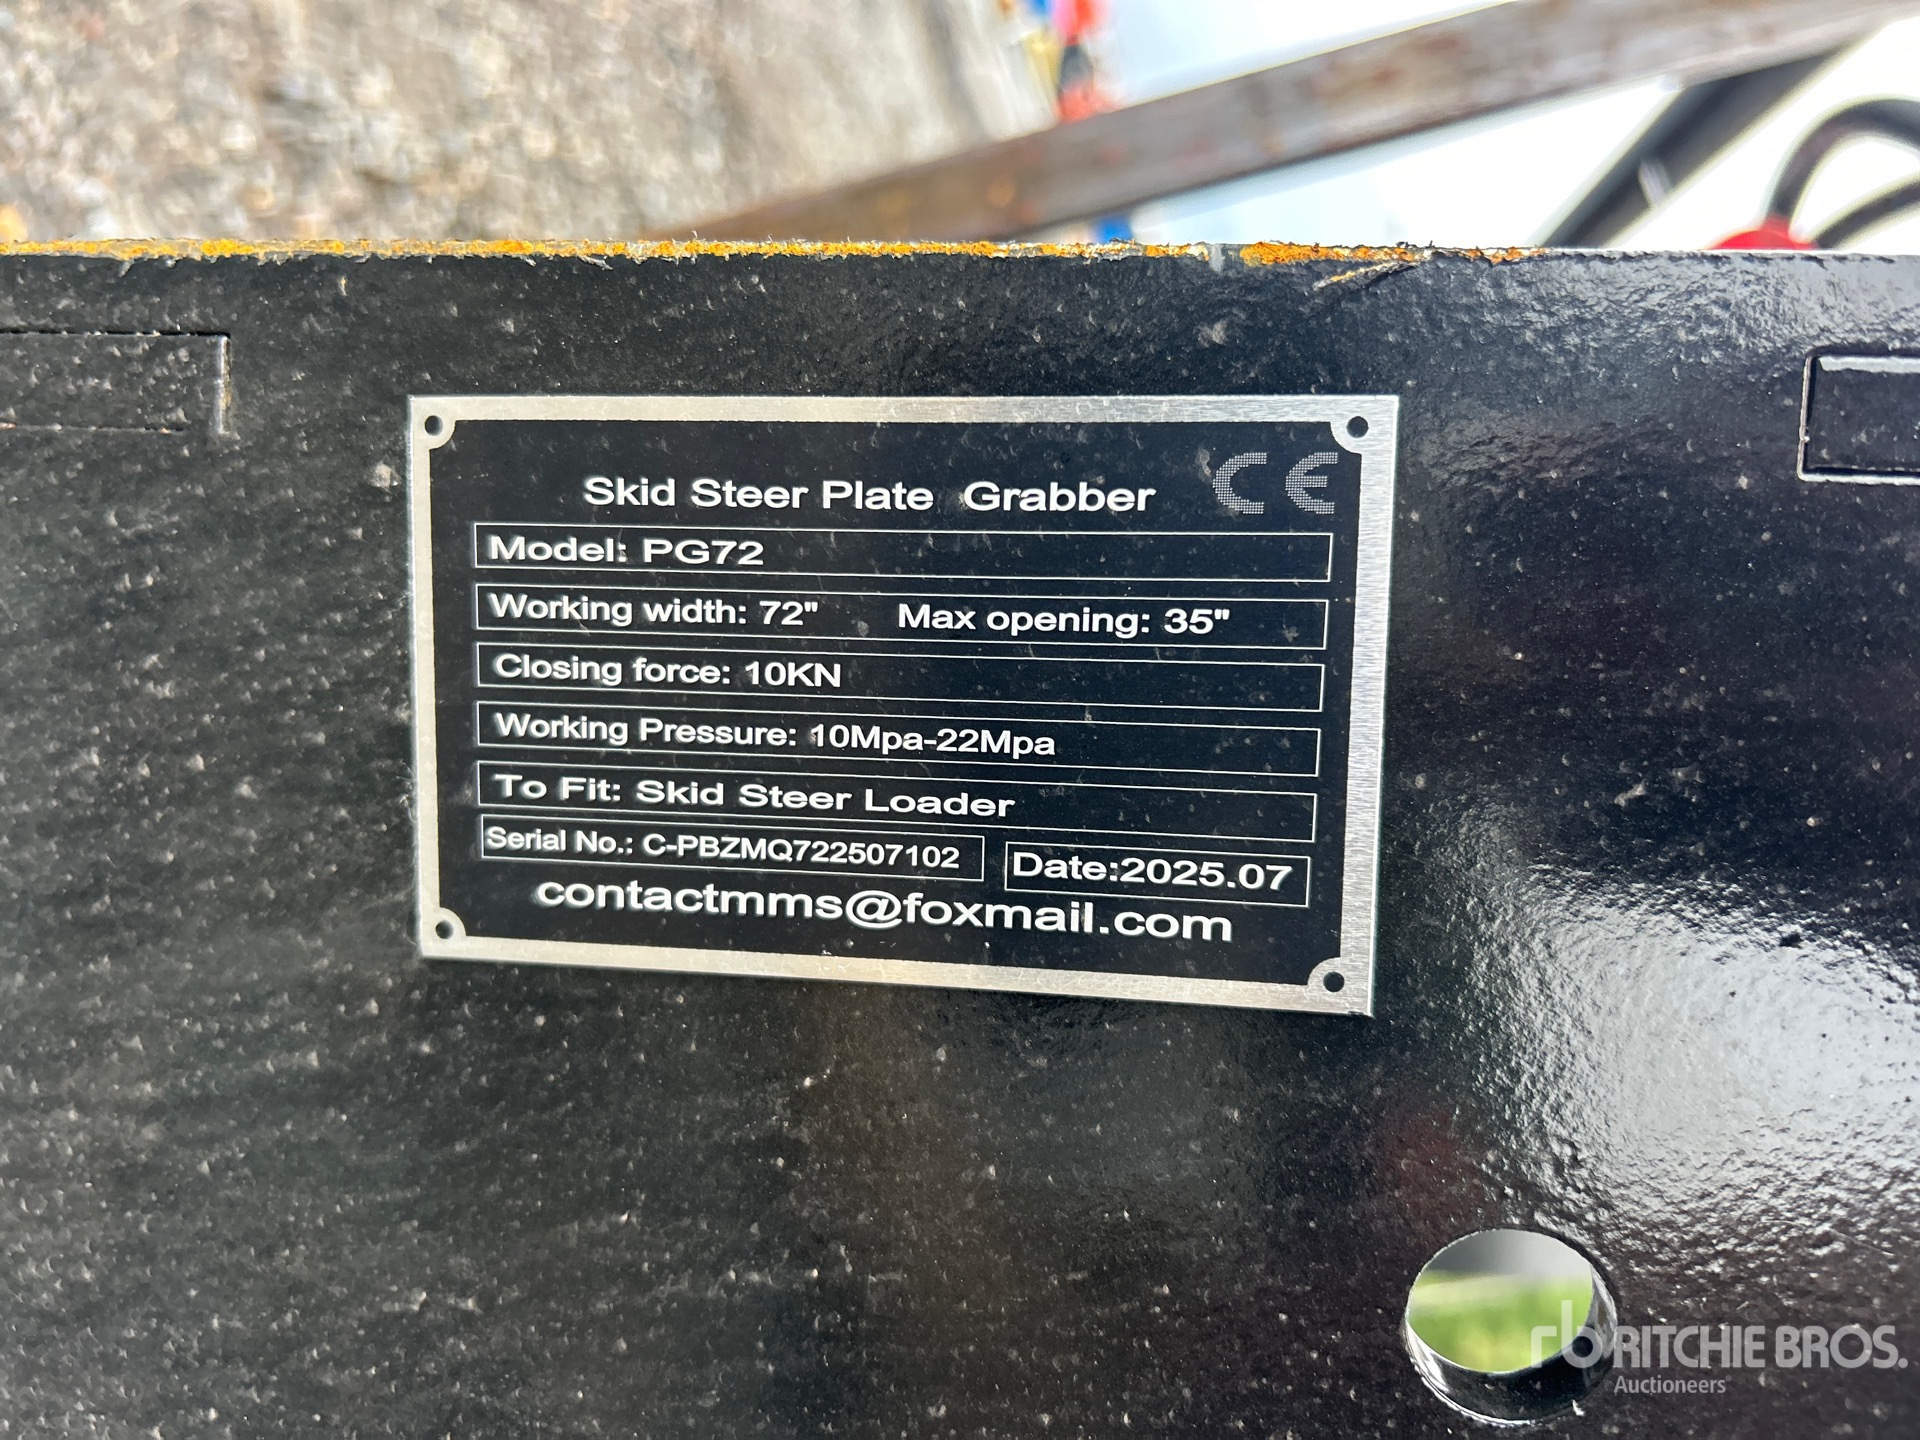 CE
Skid Steer Plate Grabber
Model: PG72
Working width: 72" Max opening: 35"
Closing force: 10KN
Working Pressure: 10Mpa-22Mpa
To Fit: Skid Steer Loader
Serial No.: C-PBZMQ722507102 Date:2025.07
contactmms@foxmail.com
rb RITCHIE BROS.
Auctioneers